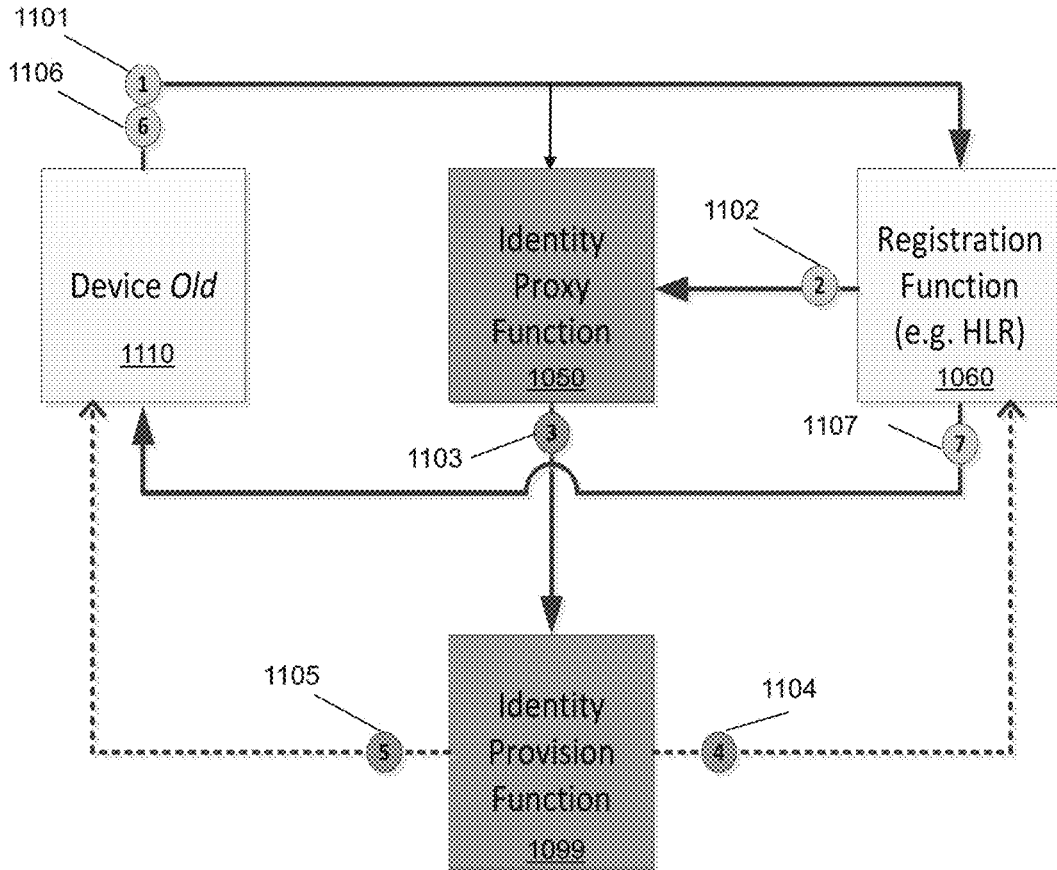 1101
1106
1
6
Device Old
1110
Identity
Proxy
Function
1050
1102
2
Registration
Function
(e.g. HLR)
1060
1103
3
1107
7
1105
5
Identity
Provision
Function
1099
1104
4